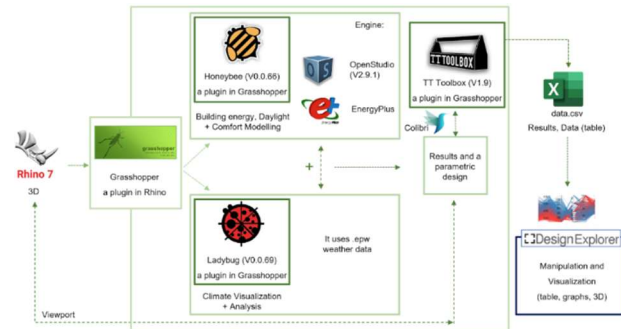 Rhino 7
3D
grasshopper
Grasshopper
a plugin in Rhino
Honeybee (V0.0.66)
a plugin in Grasshopper
Building energy, Daylight
+ Comfort Modelling
Engine:
OpenStudio
(V2.9.1)
EnergyPlus
+
Ladybug (V0.0.69)
a plugin in Grasshopper
Climate Visualization
+ Analysis
It uses .epw
weather data
TT TOOLBOX
TT Toolbox (V1.9)
a plugin in Grasshopper
Colibri
Results and a
parametric
design
data.csv
Results, Data (table)
DesignExplorer
Manipulation and
Visualization
(table, graphs, 3D)
Viewport